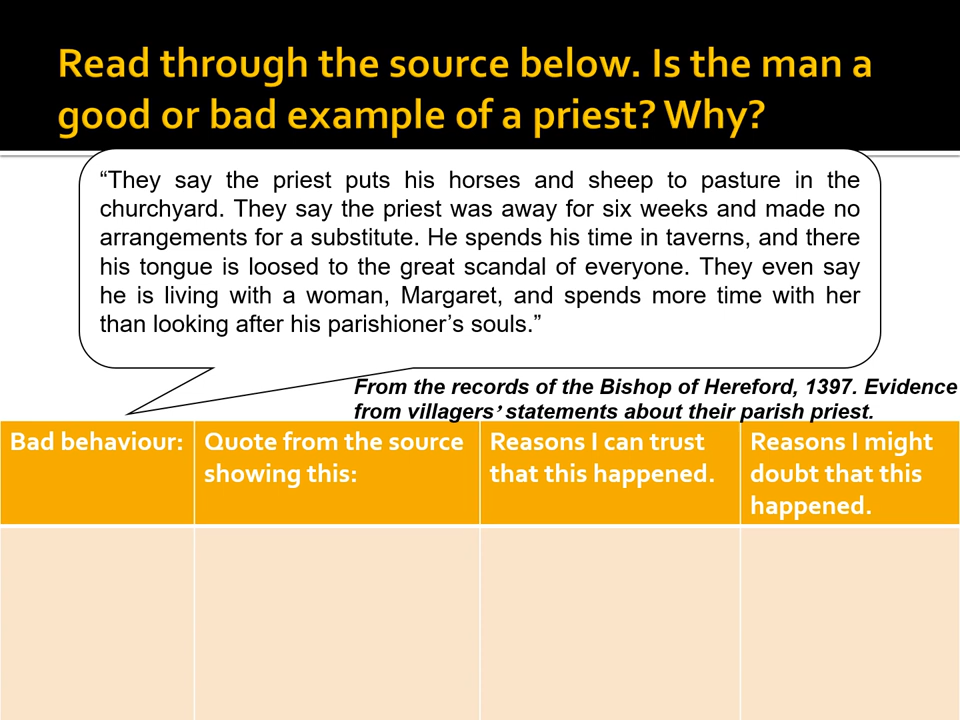 Read through the source below. Is the man a
good or bad example of a priest? Why?
“They say the priest puts his horses and sheep to pasture in the
churchyard. They say the priest was away for six weeks and made no
arrangements for a substitute. He spends his time in taverns, and there
his tongue is loosed to the great scandal of everyone. They even say
he is living with a woman, Margaret, and spends more time with her
than looking after his parishioner’s souls.”
From the records of the Bishop of Hereford, 1397. Evidence
from villagers’ statements about their parish priest.
Bad behaviour:
Quote from the source
showing this:
Reasons I can trust
that this happened.
Reasons I might
doubt that this
happened.